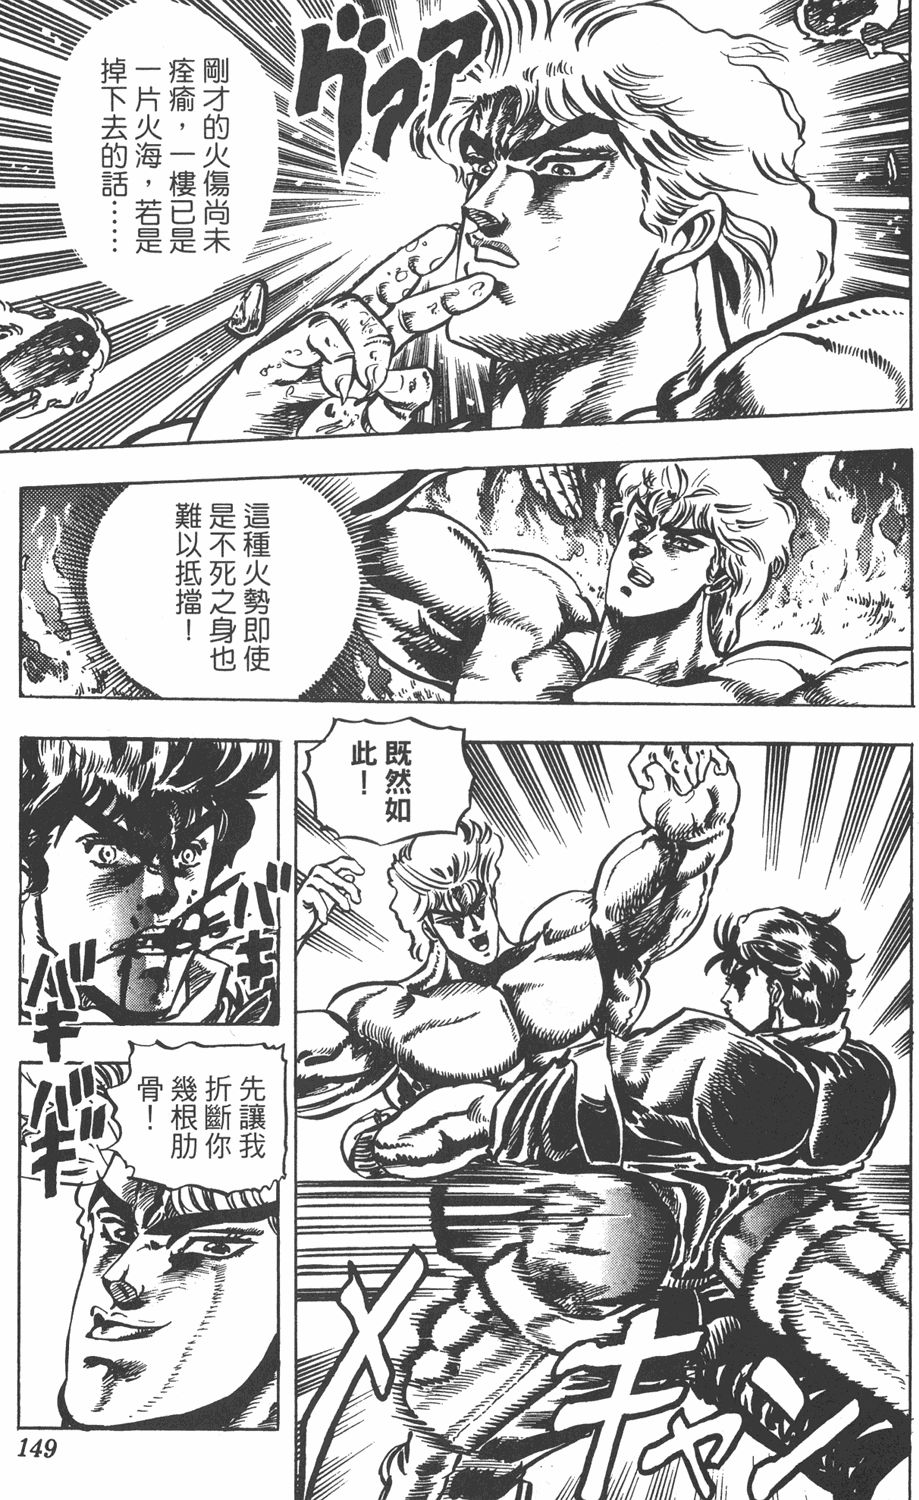 グアアア
剛才的火傷尚未
痊癒，一樓已是
一片火海，若是
掉下去的話……
這種火勢即使
是不死之身也
難以抵擋！
既然如
此！
メキャン
バキ
バキ
バキ
先讓我
折斷你
幾根肋
骨！
149